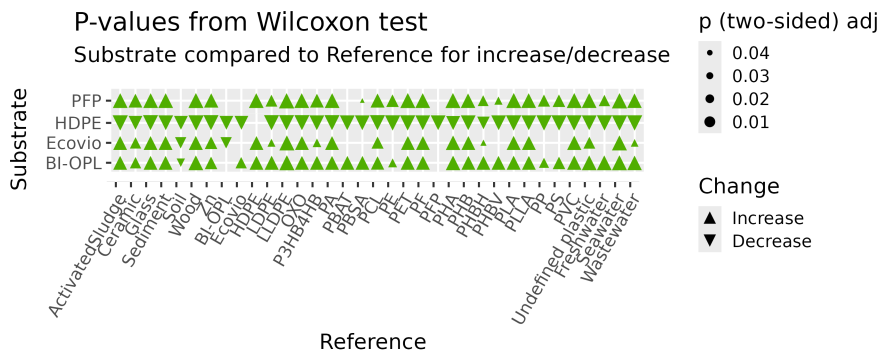 P-values from Wilcoxon test
Substrate compared to Reference for increase/decrease
Substrate
PFP
HDPE
Ecovio
BI-OPL
ActivatedSludge
Ceramic
Glass
Sediment
Soil
Wood
ZP
BI-OPL
Ecovio
HDPE
LDPE
LLDPE
OXO
P3HB4HB
PA
PBAT
PBSA
PCL
PE
PET
PF
PFP
PHA
PHB
PHBH
PHBV
PLA
PLLA
PP
PS
PVC
Undefined plastic
Freshwater
Seawater
Wastewater
Reference
p (two-sided) adj
0.04
0.03
0.02
0.01
Change
Increase
Decrease